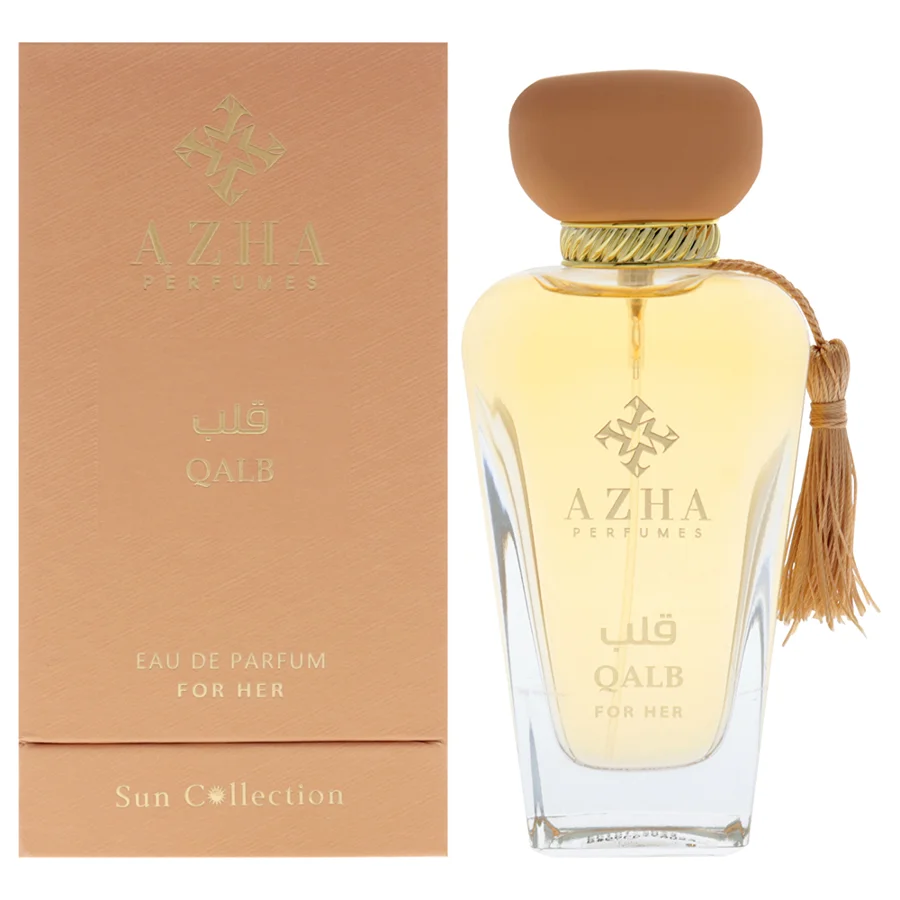 AZHA
PERFUMES
قلب
QALB
EAU DE PARFUM
FOR HER
Sun Collection
AZHA
PERFUMES
قلب
QALB
FOR HER